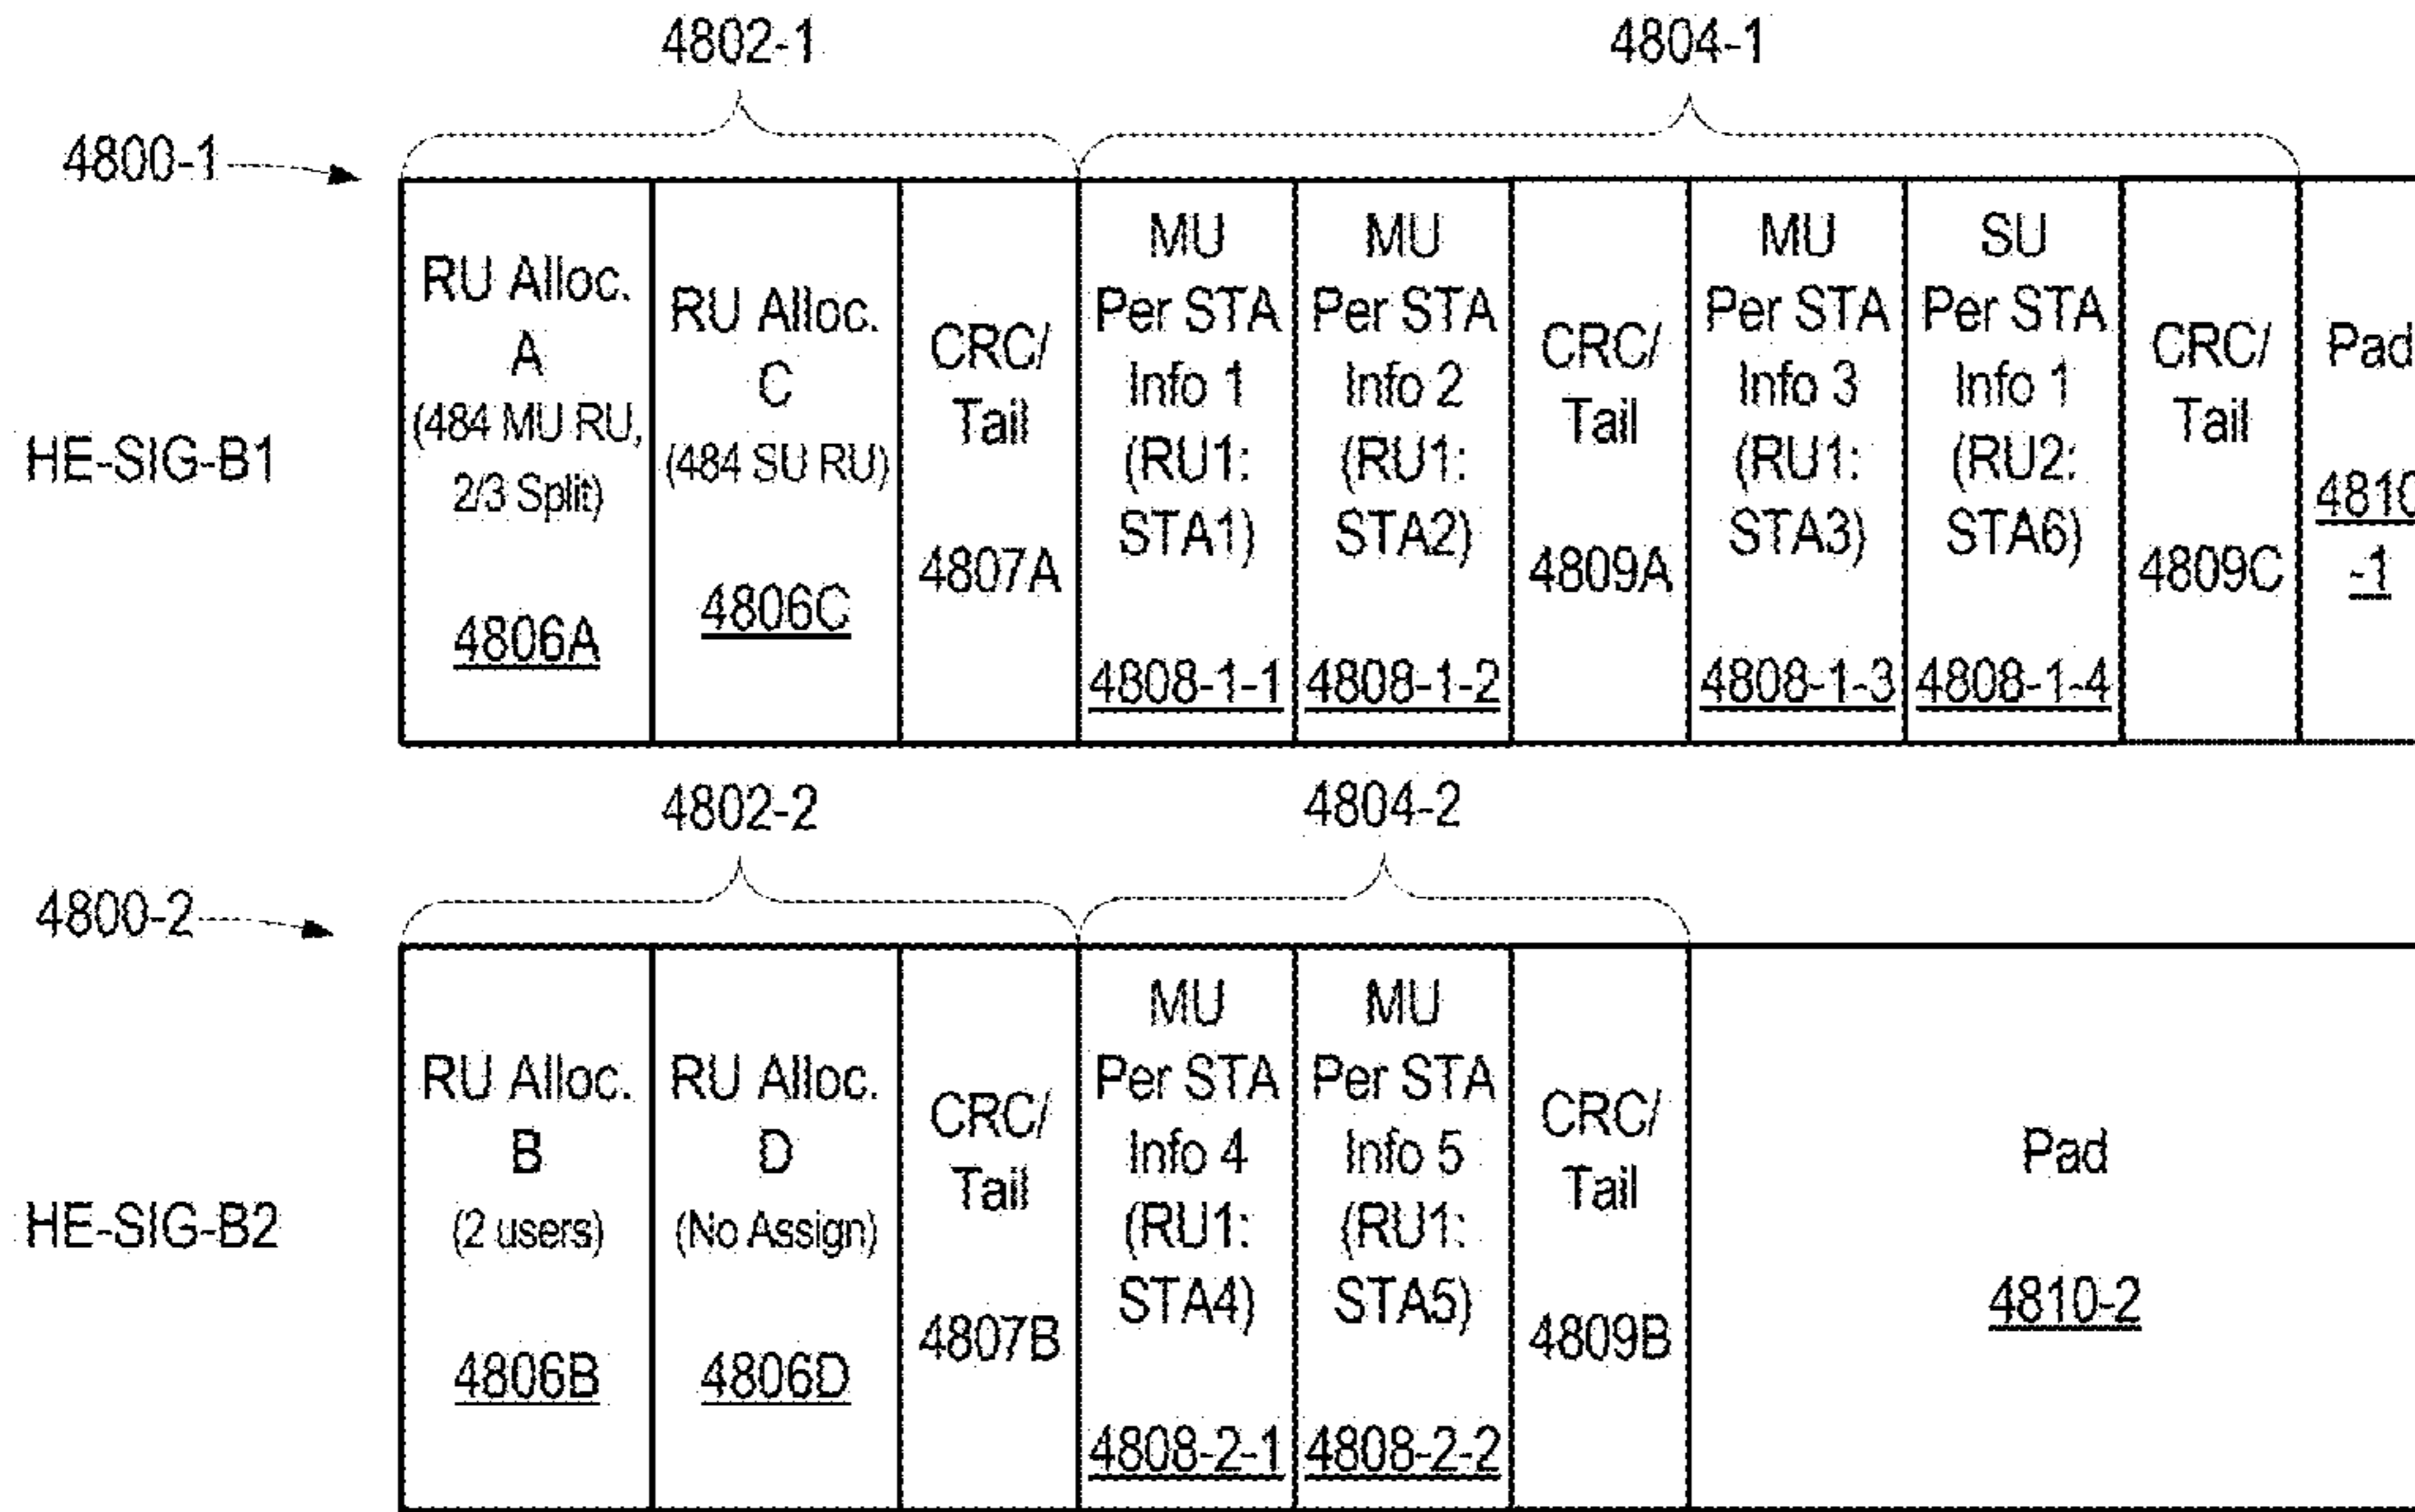 4802-1
4804-1
4800-1
HE-SIG-B1
RU Alloc.
A
(484 MU RU,
2/3 Split)
4806A
RU Alloc.
C
(484 SU RU)
4806C
CRC/
Tail
4807A
MU
Per STA
Info 1
(RU1:
STA1)
4808-1-1
MU
Per STA
Info 2
(RU1:
STA2)
4808-1-2
CRC/
Tail
4809A
MU
Per STA
Info 3
(RU1:
STA3)
4808-1-3
SU
Per STA
Info 1
(RU2:
STA6)
4808-1-4
CRC/
Tail
4809C
Pad
4810
-1
4802-2
4804-2
4800-2
HE-SIG-B2
RU Alloc.
B
(2 users)
4806B
RU Alloc.
D
(No Assign)
4806D
CRC/
Tail
4807B
MU
Per STA
Info 4
(RU1:
STA4)
4808-2-1
MU
Per STA
Info 5
(RU1:
STA5)
4808-2-2
CRC/
Tail
4809B
Pad
4810-2